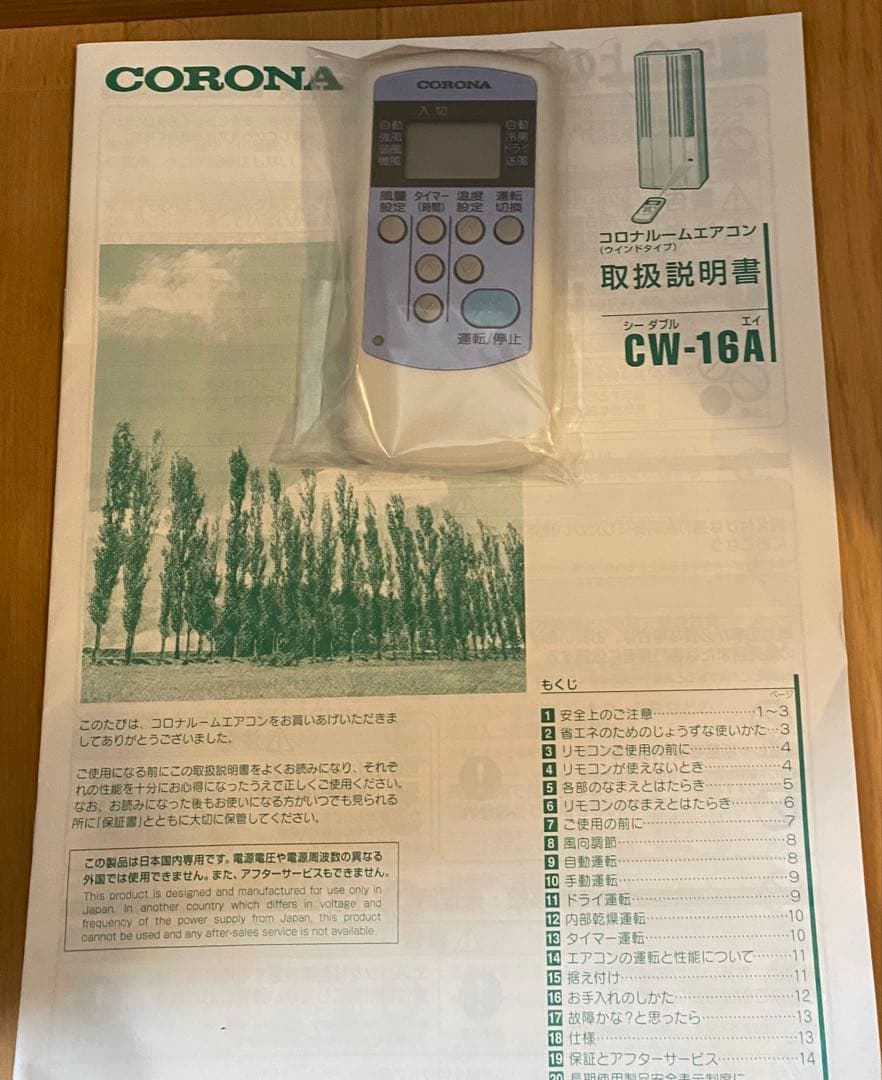 CORONA
CORONA
入 切
自動
強風
弱風
微風
自動
冷房
ドライ
送風
風量
設定
タイマー
(時間)
温度
設定
運転
切換
運転/停止
コロナルームエアコン
(ウインドタイプ)
取扱説明書
シー ダブル エイ
CW-16A
このたびは、コロナルームエアコンをお買いあげいただきま
してありがとうございました。
ご使用になる前にこの取扱説明書をよくお読みになり、それぞ
れの性能を十分にお心得になったうえで正しくご使用ください。
なお、お読みになった後もお使いになる方がいつでも見られる
所に「保証書」とともに大切に保管してください。
この製品は日本国内専用です。電源電圧や電源周波数の異なる
外国では使用できません。また、アフターサービスもできません。
This product is designed and manufactured for use only in
Japan. In another country which differs in voltage and
frequency of the power supply from Japan, this product
cannot be used and any after-sales service is not available.
もくじ
ページ
1 安全上のご注意…………1〜3
2 省エネのためのじょうずな使いかた…3
3 リモコンご使用の前に…………4
4 リモコンが使えないとき…………4
5 各部のなまえとはたらき…………5
6 リモコンのなまえとはたらき…………6
7 ご使用の前に…………7
8 風向調節…………8
9 自動運転…………8
10 手動運転…………9
11 ドライ運転…………9
12 内部乾燥運転…………10
13 タイマー運転…………10
14 エアコンの運転と性能について……11
15 据え付け…………11
16 お手入れのしかた…………12
17 故障かな?と思ったら…………13
18 仕様…………13
19 保証とアフターサービス…………14
20 長期使用製品安全表示制度に